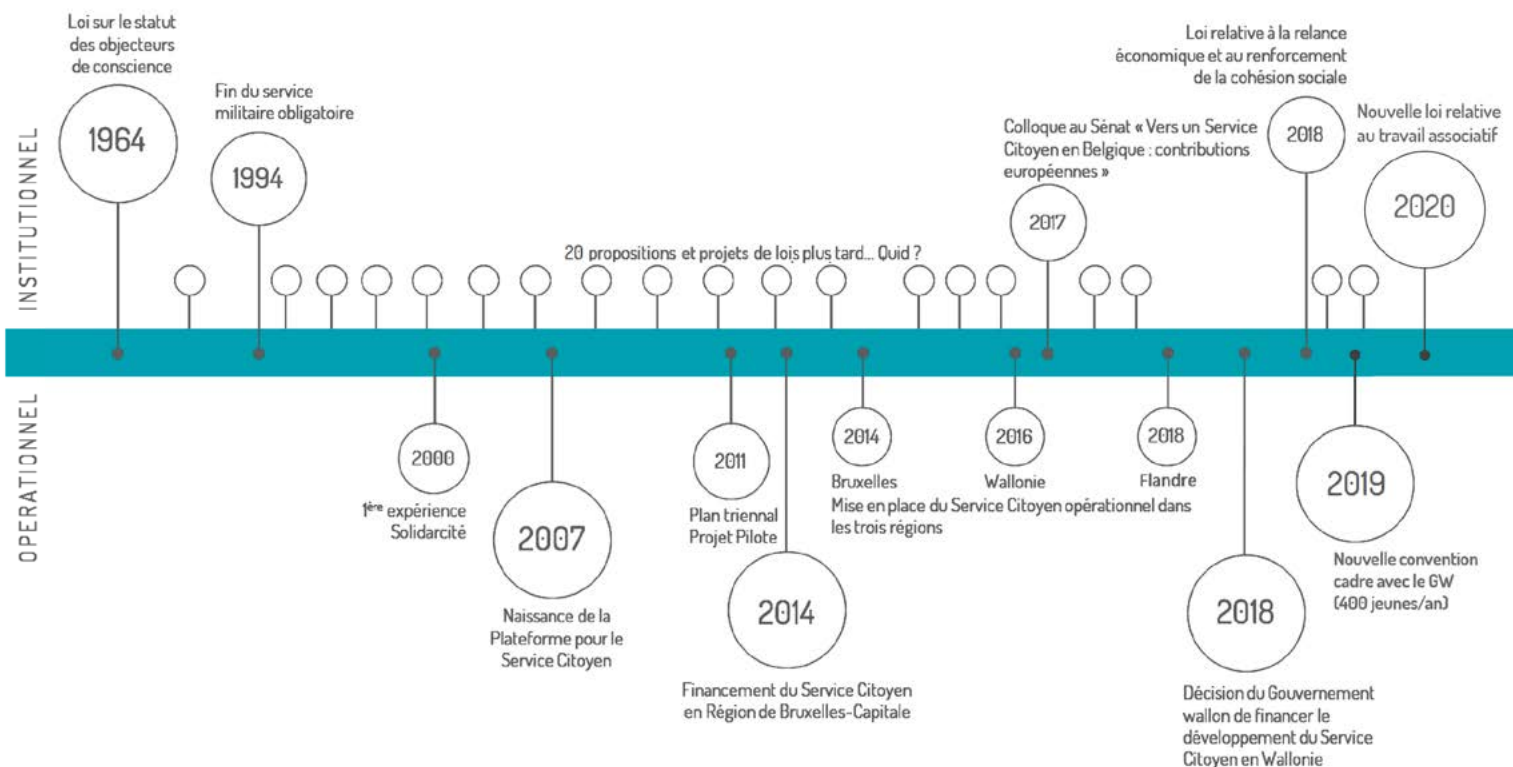 INSTITUTIONNEL
Loi sur le statut
des objecteurs
de conscience
1964
Fin du service
militaire obligatoire
1994
20 propositions et projets de lois plus tard... Quid ?
Colloque au Sénat « Vers un Service
Citoyen en Belgique : contributions
européennes »
2017
Loi relative à la relance
économique et au renforcement
de la cohésion sociale
2018
Nouvelle loi relative
au travail associatif
2020
OPERATIONNEL
2000
1ère expérience
Solidarcité
2007
Naissance de la
Plateforme pour le
Service Citoyen
2011
Plan triennal
Projet Pilote
2014
Financement du Service Citoyen
en Région de Bruxelles-Capitale
2014
Bruxelles
2016
Wallonie
2018
Flandre
Mise en place du Service Citoyen opérationnel dans
les trois régions
2018
Décision du Gouvernement
wallon de financer le
développement du Service
Citoyen en Wallonie
2019
Nouvelle convention
cadre avec le GW
(400 jeunes/an)